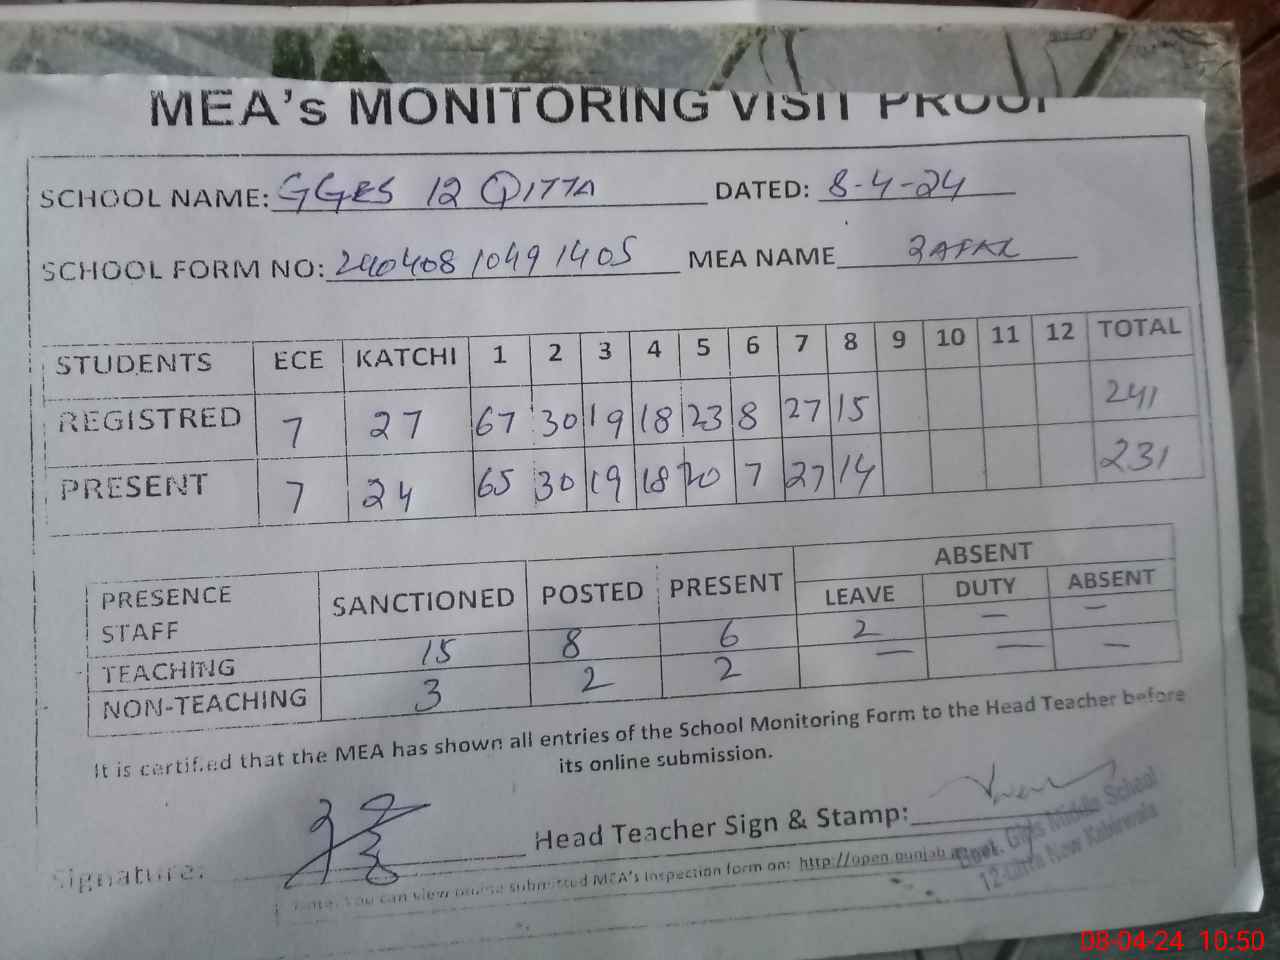 MEA's MONITORING VISIT PROOF
SCHOOL NAME: GGES 12 QITTA DATED: 8-4-24
SCHOOL FORM NO: 240408 1049 1405 MEA NAME ZAFAR
STUDENTS ECE KATCHI 1 2 3 4 5 6 7 8 9 10 11 12 TOTAL
REGISTRED 7 27 67 30 19 18 23 8 27 15 241
PRESENT 7 24 65 30 19 18 20 7 27 14 231
PRESENCE STAFF SANCTIONED POSTED PRESENT ABSENT
LEAVE DUTY ABSENT
TEACHING 15 8 6 2 — —
NON-TEACHING 3 2 2 — — —
It is certified that the MEA has shown all entries of the School Monitoring Form to the Head Teacher before
its online submission.
Signature: Head Teacher Sign & Stamp:
Note: You can view online submitted MEA's Inspection form on: http://open.punjab
Govt. Girls Middle School
12-Qitta New Kabirwala
08-04-24 10:50